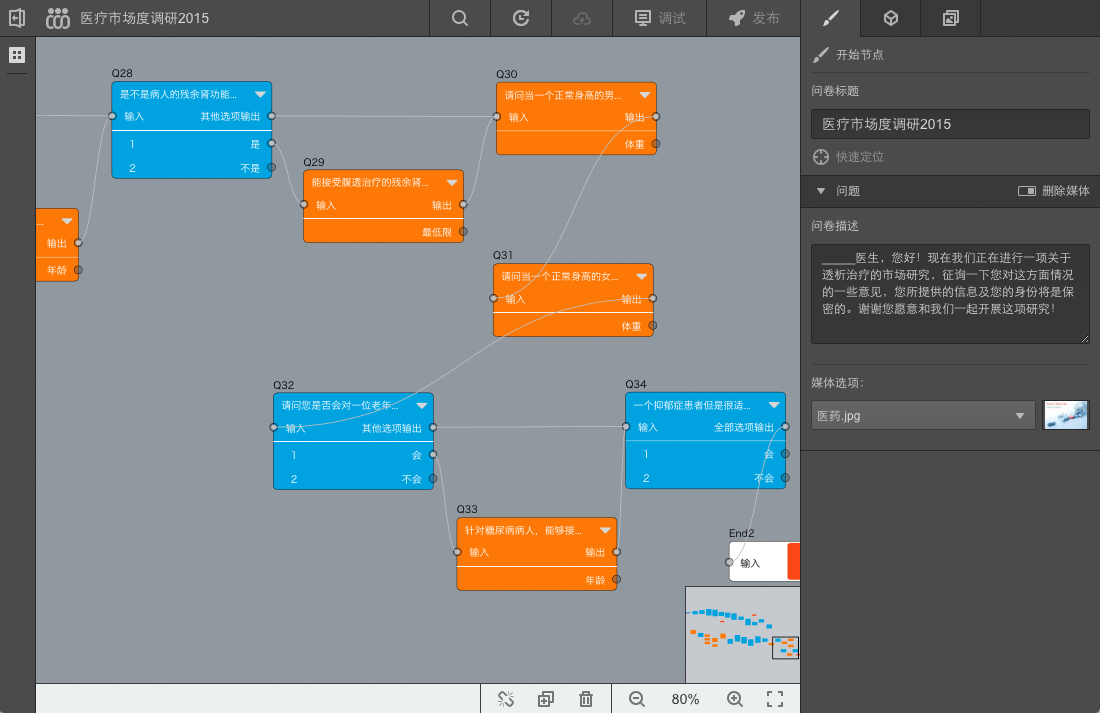 医疗市场度调研2015
调试
发布
开始节点
问卷标题
医疗市场度调研2015
快速定位
问题
删除媒体
问卷描述
______医生，您好！现在我们正在进行一项关于
透析治疗的市场研究，征询一下您对这方面情况
的一些意见，您所提供的信息及您的身份将是保
密的。谢谢您愿意和我们一起开展这项研究！
媒体选项：
医药.jpg
Q28
是不是病人的残余肾功能...
输入 其他选项输出
1 是
2 不是
Q29
能接受腹透治疗的残余肾...
输入 输出
最低限
Q30
请问当一个正常身高的男...
输入 输出
体重
...
输出
年龄
Q31
请问当一个正常身高的女...
输入 输出
体重
Q32
请问您是否会对一位老年...
输入 其他选项输出
1 会
2 不会
Q34
一个抑郁症患者但是很适...
输入 全部选项输出
1 会
2 不会
Q33
针对糖尿病病人，能够接...
输入 输出
年龄
End2
输入
80%